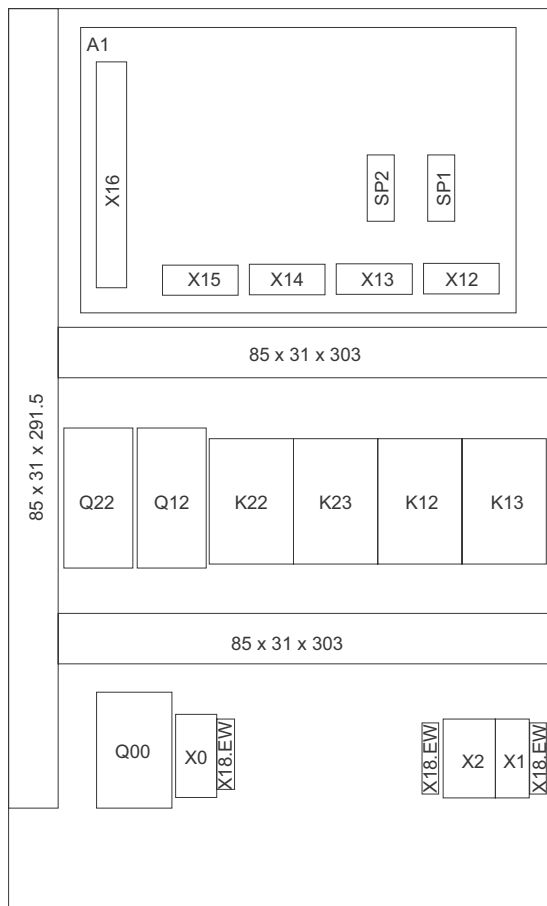 A1
X16
SP2
SP1
X15
X14
X13
X12
85 x 31 x 303
85 x 31 x 291.5
Q22
Q12
K22
K23
K12
K13
85 x 31 x 303
Q00
X0
X18.EW
X18.EW
X2
X1
X18.EW